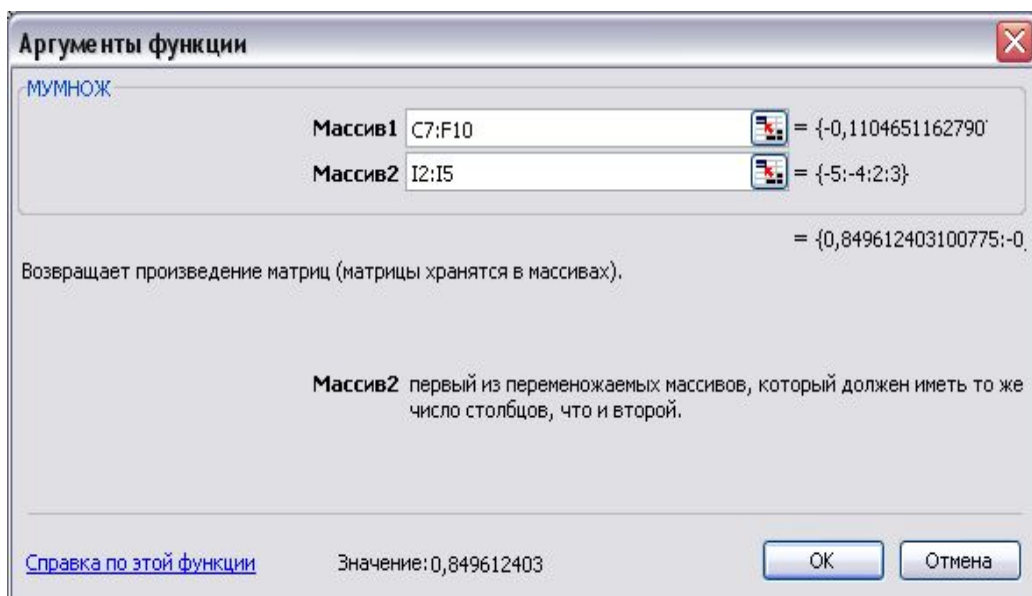 Аргументы функции
МУМНОЖ
Массив1 C7:F10 = {-0,11046511627907
Массив2 I2:I5 = {-5:-4:2:3}
= {0,849612403100775:-0
Возвращает произведение матриц (матрицы хранятся в массивах).
Массив2 первый из перемножаемых массивов, который должен иметь то же
число столбцов, что и второй.
Справка по этой функции Значение:0,849612403 ОК Отмена